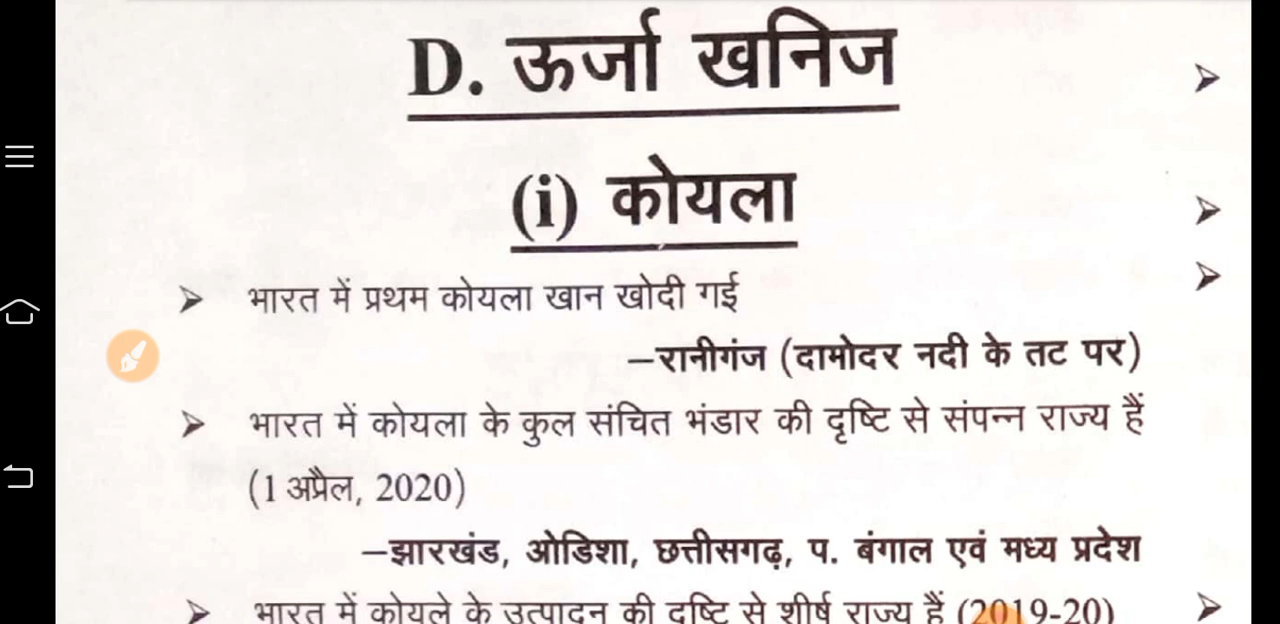 D. ऊर्जा खनिज
(i) कोयला
➢ भारत में प्रथम कोयला खान खोदी गई
–रानीगंज (दामोदर नदी के तट पर)
➢ भारत में कोयला के कुल संचित भंडार की दृष्टि से संपन्न राज्य हैं
(1 अप्रैल, 2020)
–झारखंड, ओडिशा, छत्तीसगढ़, प. बंगाल एवं मध्य प्रदेश
➢ भारत में कोयले के उत्पादन की दृष्टि से शीर्ष राज्य हैं (2019-20)